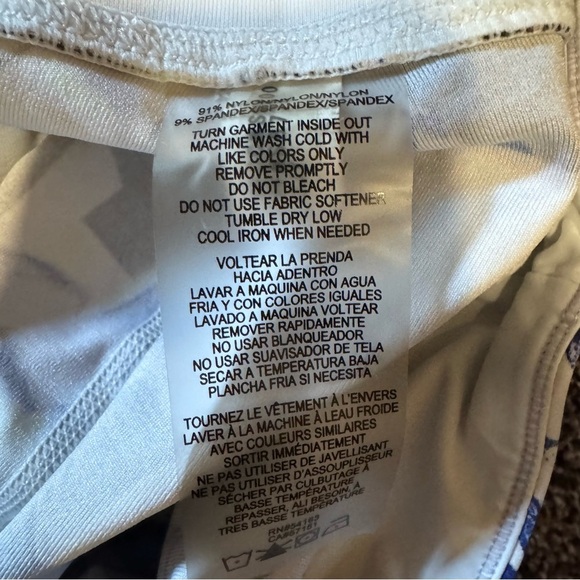 91% NYLON/NYLON/NYLON
9% SPANDEX/SPANDEX/SPANDEX
TURN GARMENT INSIDE OUT
MACHINE WASH COLD WITH
LIKE COLORS ONLY
REMOVE PROMPTLY
DO NOT BLEACH
DO NOT USE FABRIC SOFTENER
TUMBLE DRY LOW
COOL IRON WHEN NEEDED
VOLTEAR LA PRENDA
HACIA ADENTRO
LAVAR A MAQUINA CON AGUA
FRIA Y CON COLORES IGUALES
LAVADO A MAQUINA VOLTEAR
REMOVER RAPIDAMENTE
NO USAR BLANQUEADOR
NO USAR SUAVISADOR DE TELA
SECAR A TEMPERATURA BAJA
PLANCHA FRIA SI NECESITA
TOURNEZ LE VÊTEMENT À L'ENVERS
LAVER À LA MACHINE À LEAU FROIDE
AVEC COULEURS SIMILAIRES
SORTIR IMMÉDIATEMENT
NE PAS UTILISER DE JAVELLISANT
NE PAS UTILISER D'ASSOUPLISSEUR
SÉCHER PAR CULBUTAGE À
BASSE TEMPÉRATURE
REPASSER, AU BESOIN, À
TRES BASSE TEMPÉRATURE